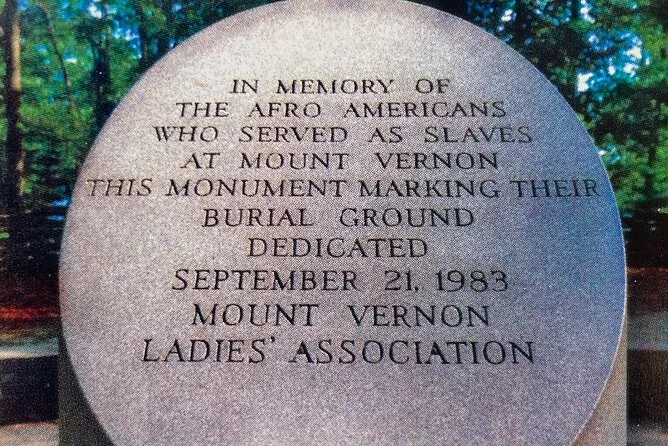 IN MEMORY OF
THE AFRO AMERICANS
WHO SERVED AS SLAVES
AT MOUNT VERNON
THIS MONUMENT MARKING THEIR
BURIAL GROUND
DEDICATED
SEPTEMBER 21, 1983
MOUNT VERNON
LADIES' ASSOCIATION